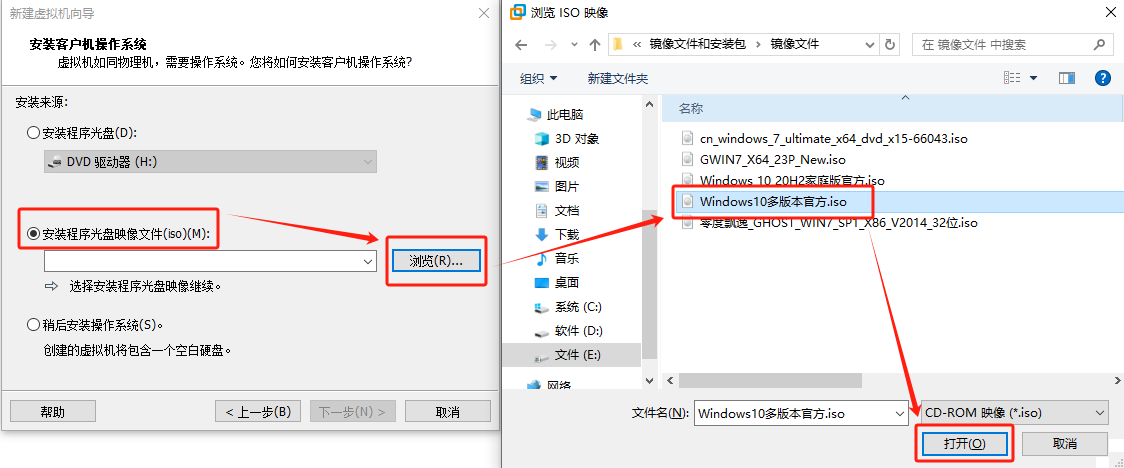 新建虚拟机向导
安装客户机操作系统
虚拟机如同物理机，需要操作系统。您将如何安装客户机操作系统?
安装来源:
安装程序光盘(D):
DVD 驱动器 (H:)
安装程序光盘映像文件(iso)(M):
浏览(R)...
选择安装程序光盘映像继续。
稍后安装操作系统(S)。
创建的虚拟机将包含一个空白硬盘。
帮助
< 上一步(B)
下一步(N) >
取消
浏览 ISO 映像
« 镜像文件和安装包 › 镜像文件
在 镜像文件 中搜索
组织
新建文件夹
此电脑
3D 对象
视频
图片
文档
下载
音乐
桌面
系统 (C:)
软件 (D:)
文件 (E:)
网络
名称
cn_windows_7_ultimate_x64_dvd_x15-66043.iso
GWIN7_X64_23P_New.iso
Windows 10 20H2家庭版官方.iso
Windows10多版本官方.iso
零度飘逸_GHOST_WIN7_SP1_X86_V2014_32位.iso
文件名(N):
Windows10多版本官方.iso
CD-ROM 映像 (*.iso)
打开(O)
取消